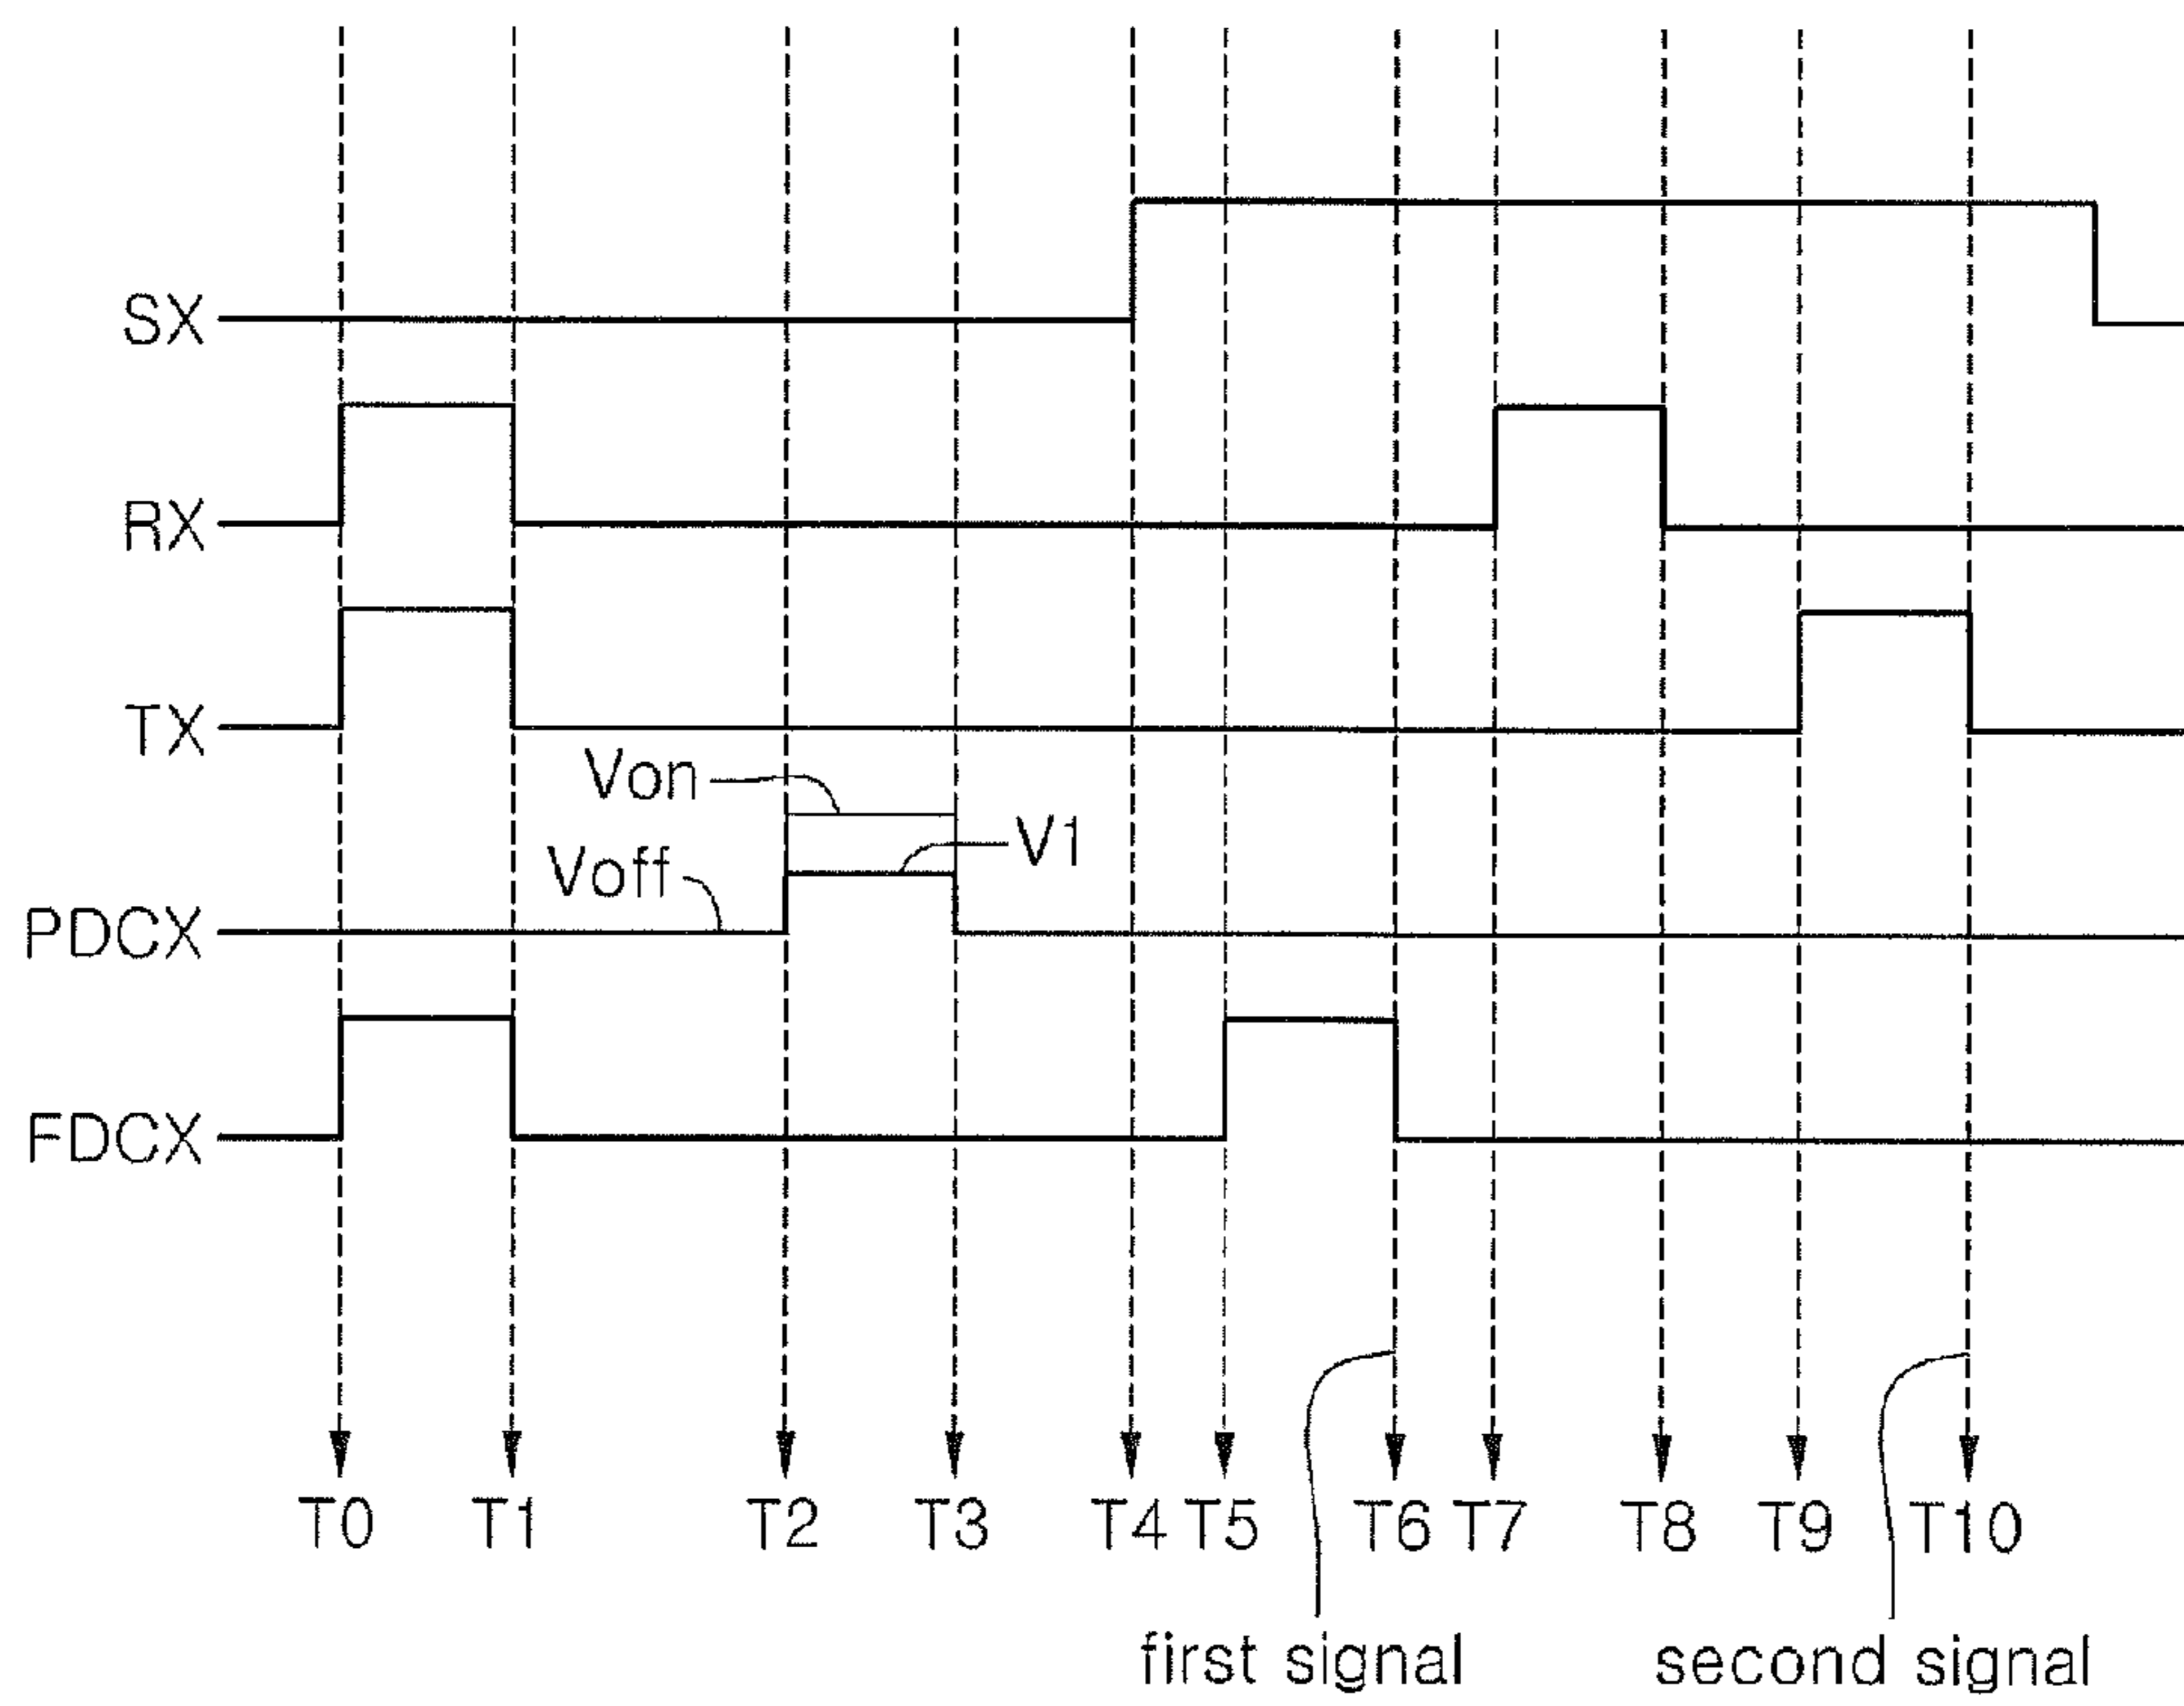 SX
RX
TX
Von
V1
Voff
PDCX
FDCX
T0 T1 T2 T3 T4 T5 T6 T7 T8 T9 T10
first signal second signal